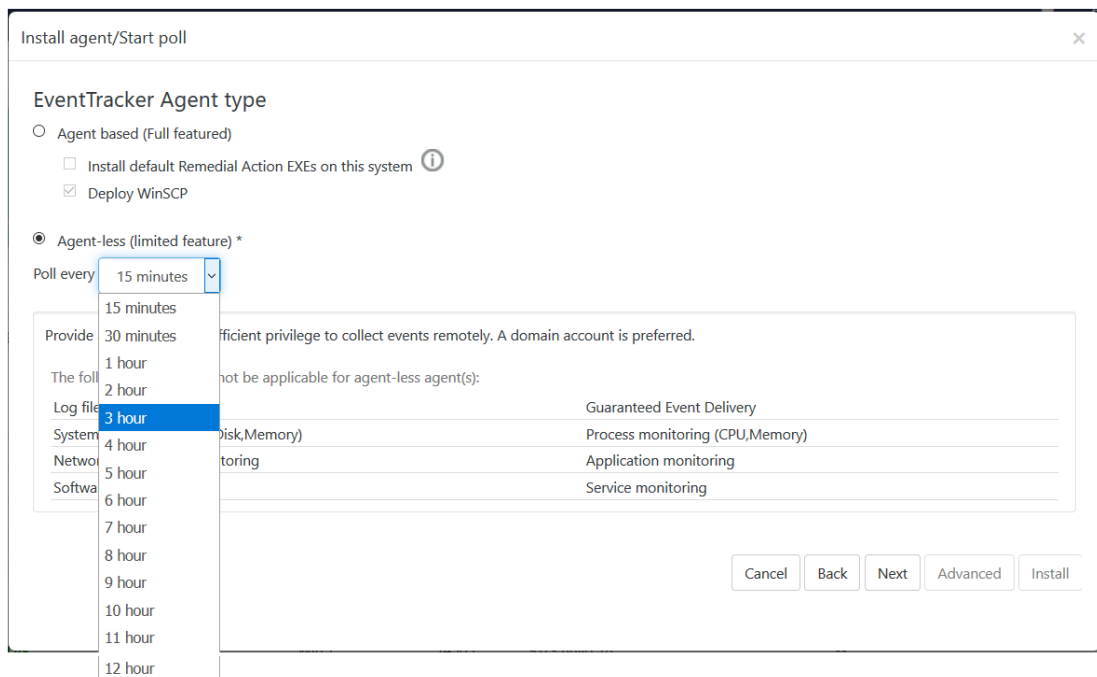 Install agent/Start poll
×
EventTracker Agent type
Agent based (Full featured)
Install default Remedial Action EXEs on this system
Deploy WinSCP
Agent-less (limited feature) *
Poll every 15 minutes
15 minutes
30 minutes
1 hour
2 hour
3 hour
4 hour
5 hour
6 hour
7 hour
8 hour
9 hour
10 hour
11 hour
12 hour
Provide fficient privilege to collect events remotely. A domain account is preferred.
The foll not be applicable for agent-less agent(s):
Log file Guaranteed Event Delivery
System Disk,Memory) Process monitoring (CPU,Memory)
Networ toring Application monitoring
Softwa Service monitoring
Cancel Back Next Advanced Install